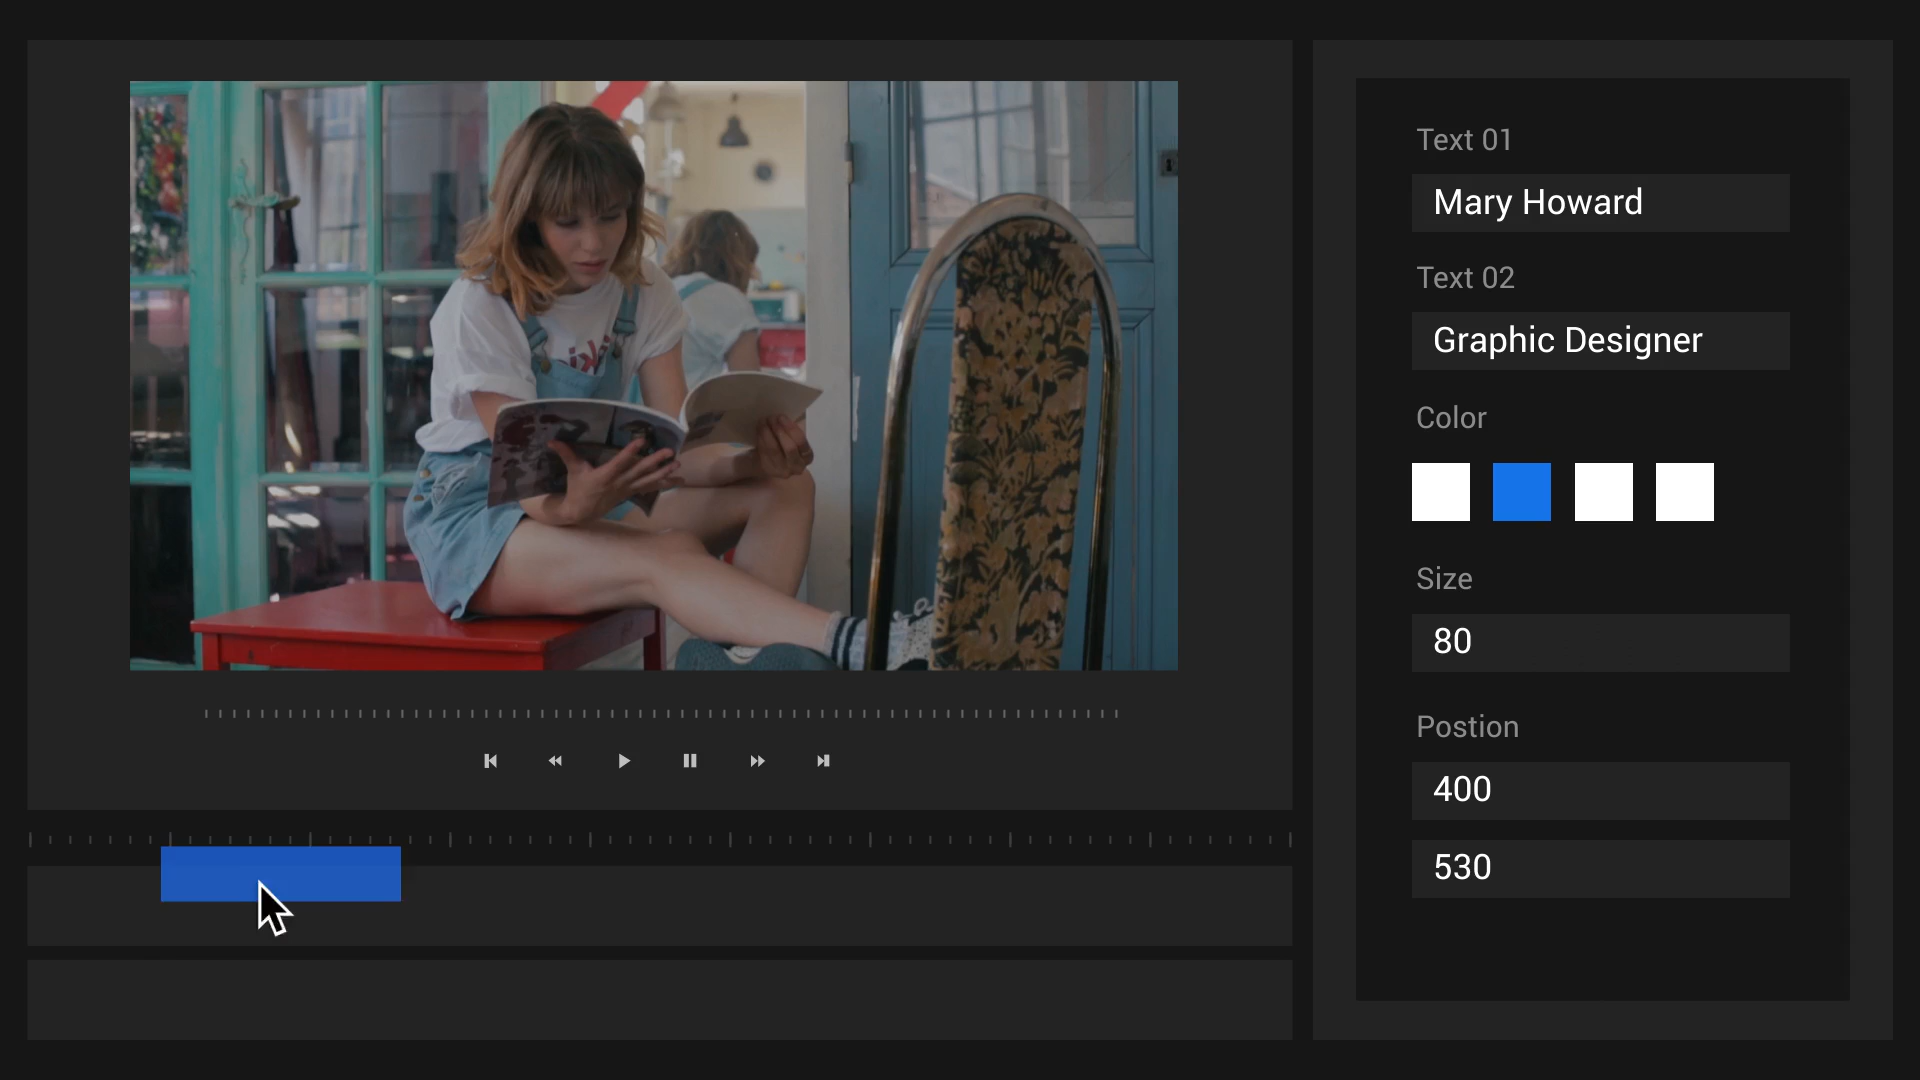 Text 01
Mary Howard
Text 02
Graphic Designer
Color
Size
80
Postion
400
530